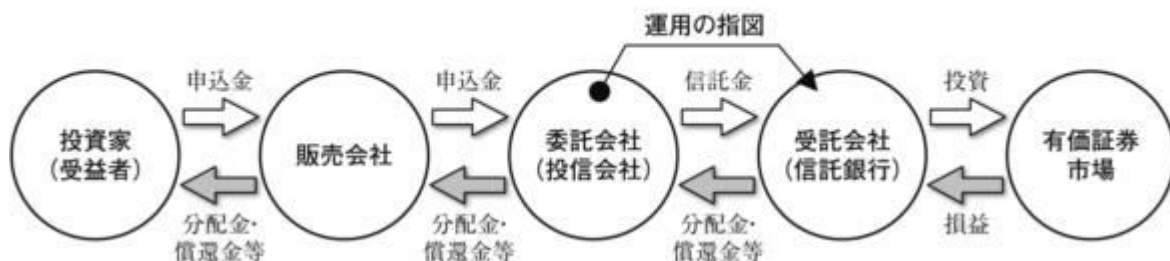 運用の指図
申込金
申込金
信託金
投資
投資家
（受益者）
販売会社
委託会社
（投信会社）
受託会社
（信託銀行）
有価証券
市場
分配金・
償還金等
分配金・
償還金等
分配金・
償還金等
損益